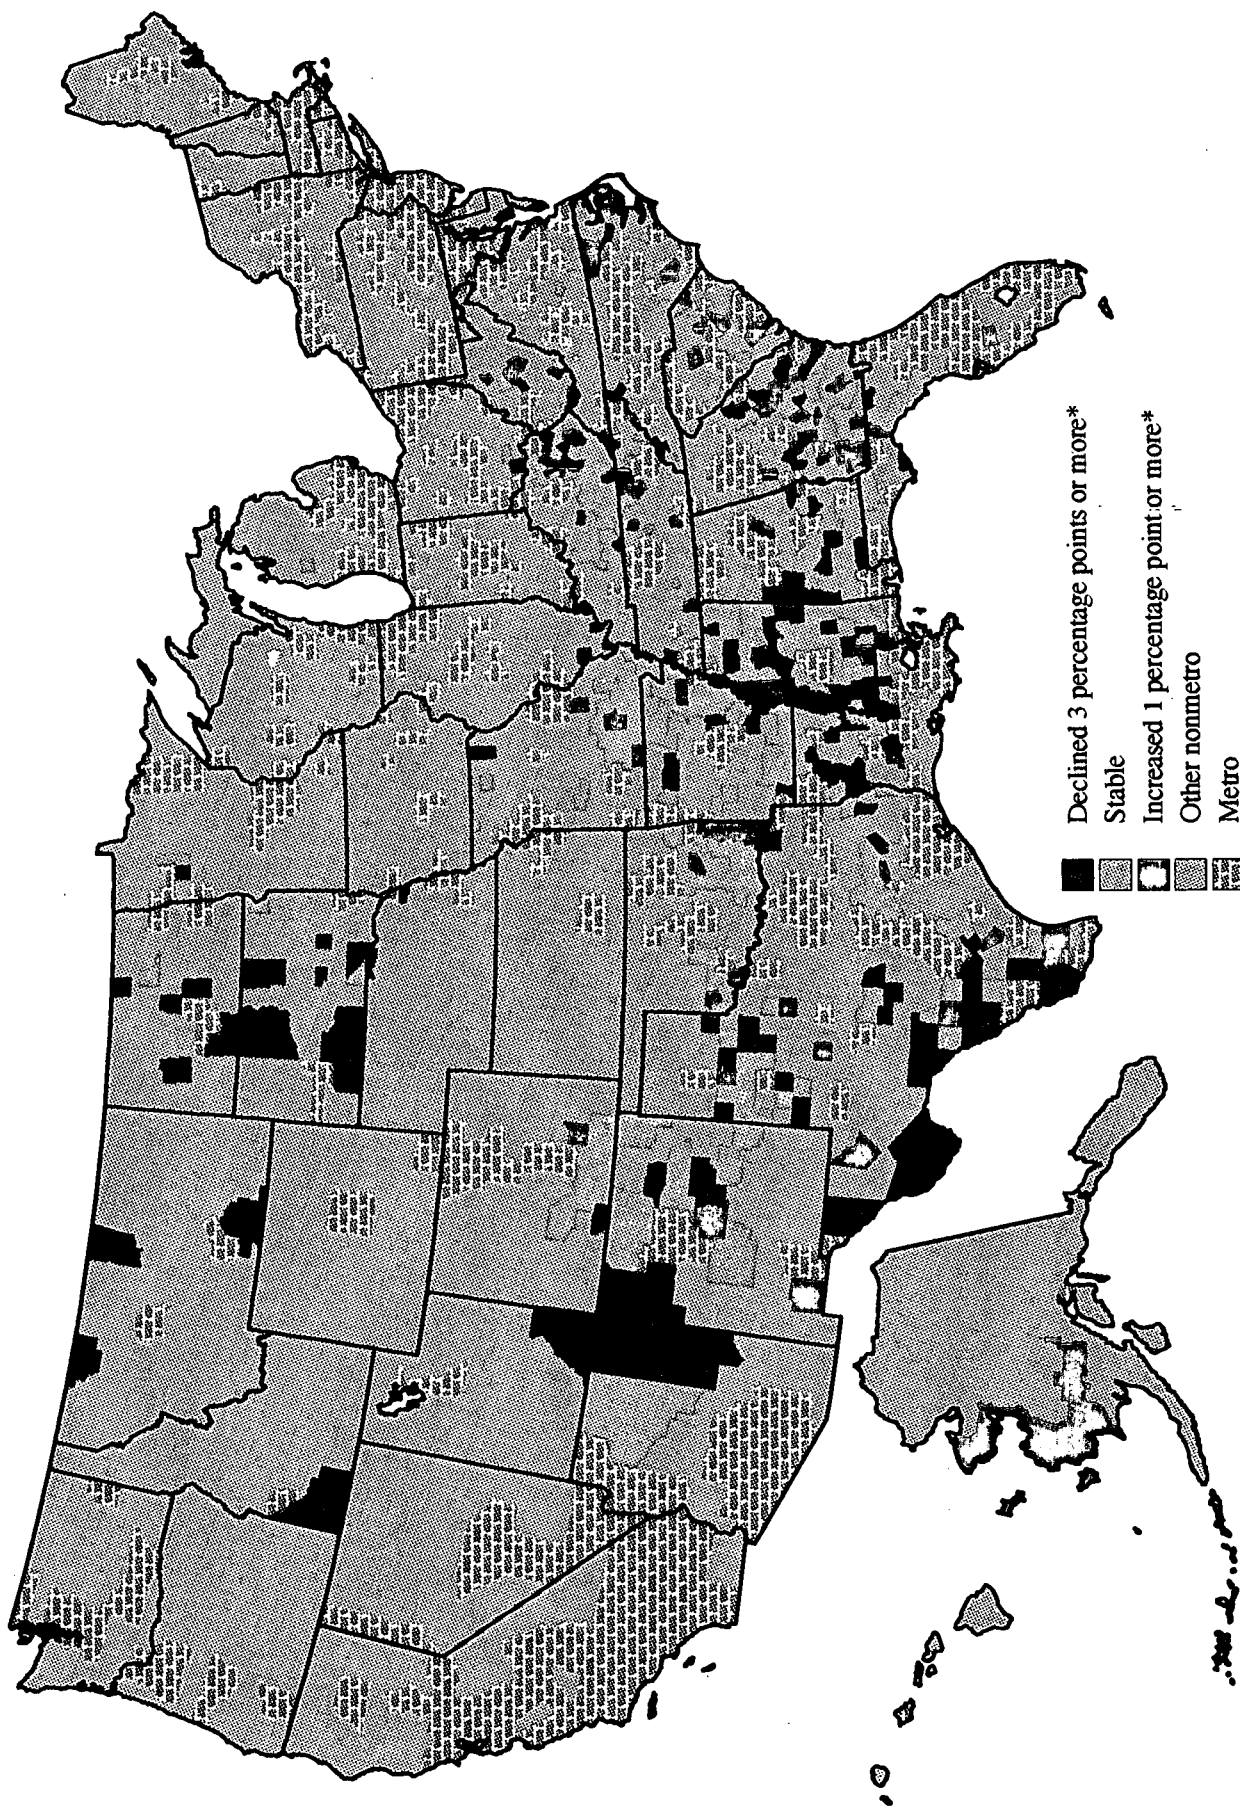 Declined 3 percentage points or more*
Stable
Increased 1 percentage point or more*
Other nonmetro
Metro